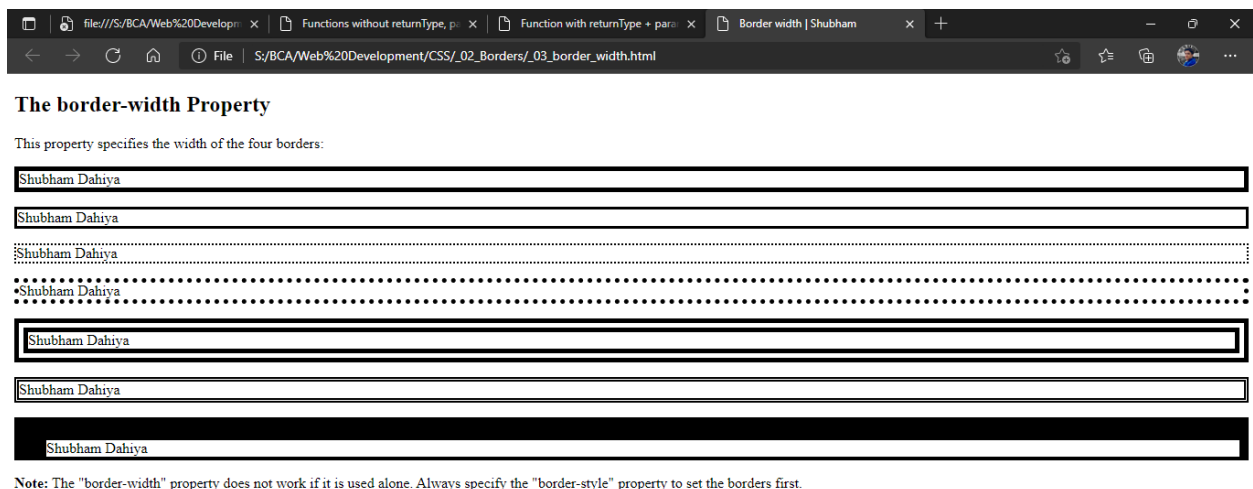 file:///S:/BCA/Web%20Developm
Functions without returnType, pa
Function with returnType + para
Border width | Shubham
File
S:/BCA/Web%20Development/CSS/_02_Borders/_03_border_width.html
The border-width Property
This property specifies the width of the four borders:
Shubham Dahiya
Shubham Dahiya
Shubham Dahiya
Shubham Dahiya
Shubham Dahiya
Shubham Dahiya
Shubham Dahiya
Note: The "border-width" property does not work if it is used alone. Always specify the "border-style" property to set the borders first.